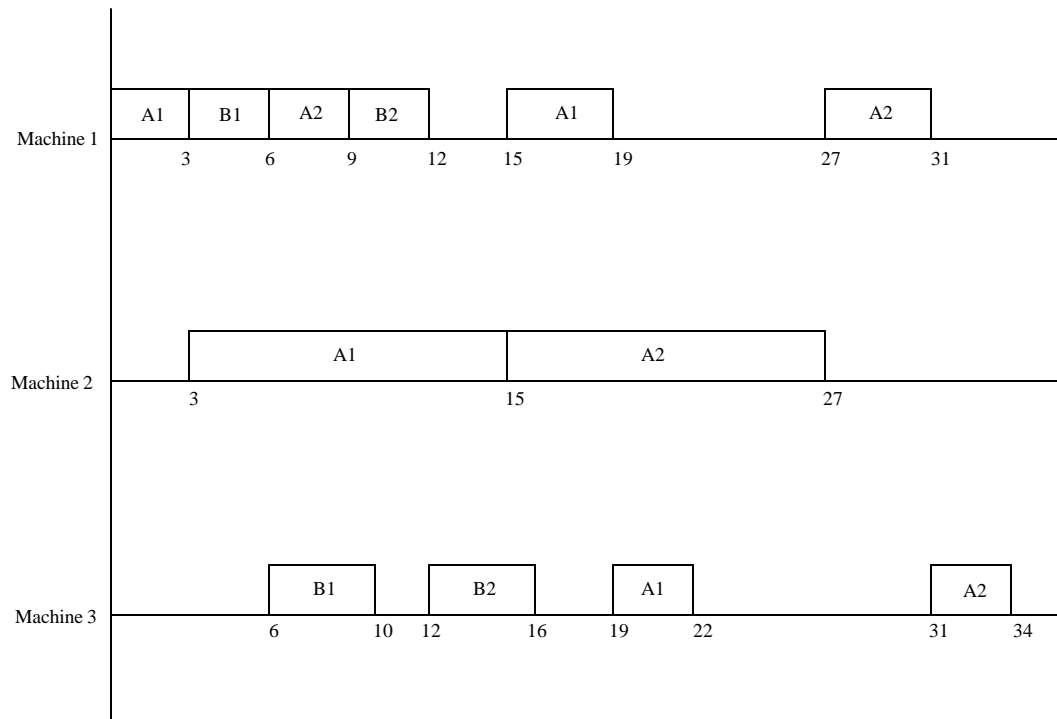 A1 B1 A2 B2 A1 A2
Machine 1
3 6 9 12 15 19 27 31
A1 A2
Machine 2
3 15 27
B1 B2 A1 A2
Machine 3
6 10 12 16 19 22 31 34